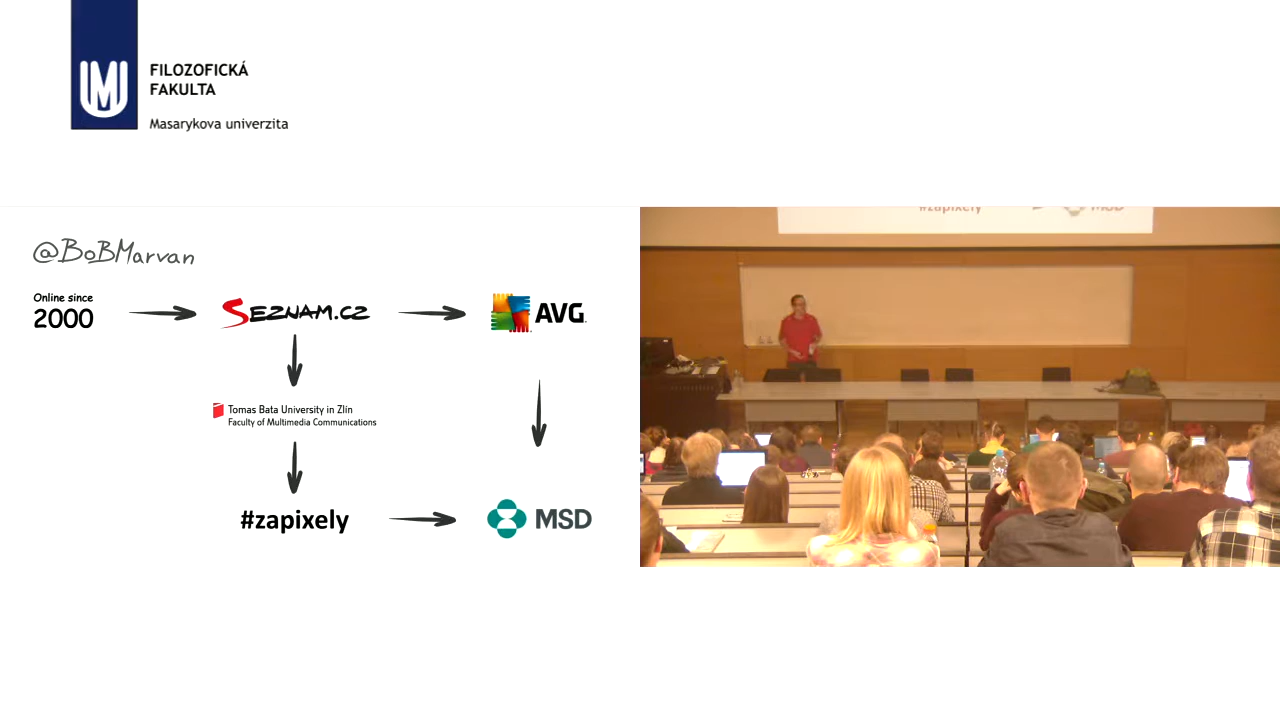 FILOZOFICKÁ
FAKULTA
Masarykova univerzita
@BoBMarvan
Online since
2000
SEZNAM.CZ
AVG
Tomas Bata University in Zlín
Faculty of Multimedia Communications
#zapixely
MSD
#zapixely
MSD